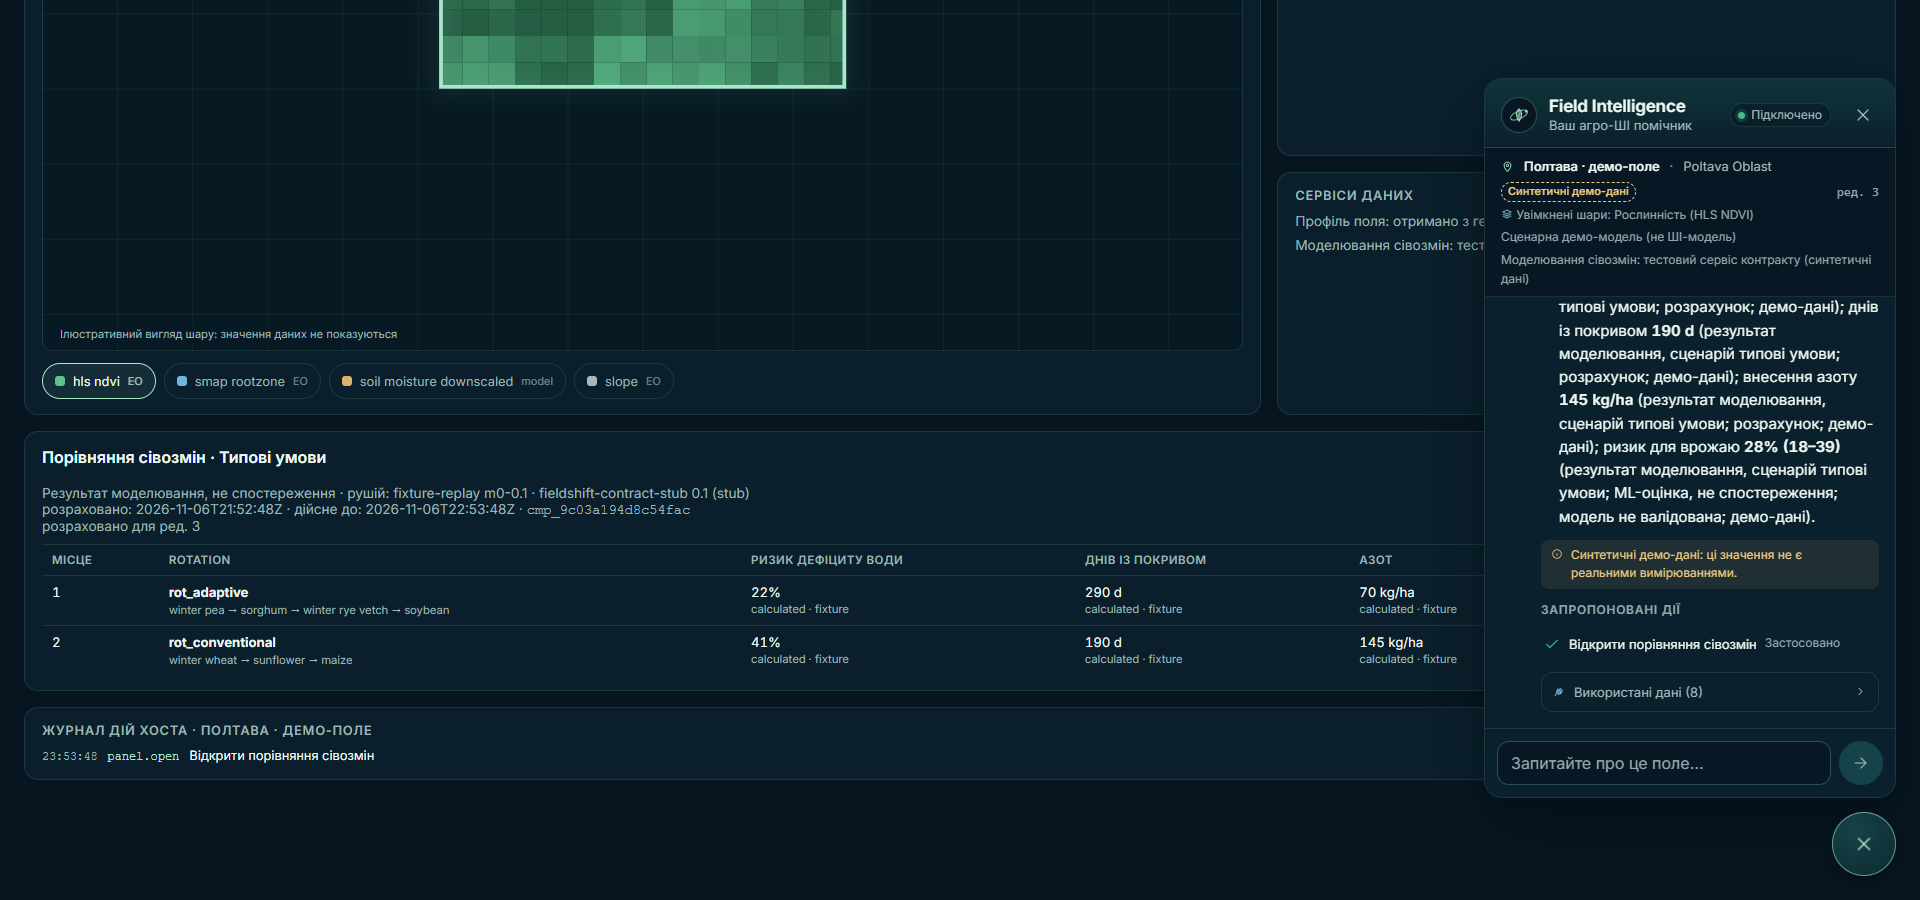 Ілюстративний вигляд шару: значення даних не показуються
hls ndvi EO
smap rootzone EO
soil moisture downscaled model
slope EO
СЕРВІСИ ДАНИХ
Профіль поля: отримано з ге
Моделювання сівозмін: тест
Порівняння сівозмін · Типові умови
Результат моделювання, не спостереження · рушій: fixture-replay m0-0.1 · fieldshift-contract-stub 0.1 (stub)
розраховано: 2026-11-06T21:52:48Z · дійсне до: 2026-11-06T22:53:48Z · cmp_9c03a194d8c54fac
розраховано для ред. 3
МІСЦЕ ROTATION РИЗИК ДЕФІЦИТУ ВОДИ ДНІВ ІЗ ПОКРИВОМ АЗОТ
1 rot_adaptive 22% 290 d 70 kg/ha
winter pea → sorghum → winter rye vetch → soybean calculated · fixture calculated · fixture calculated · fixture
2 rot_conventional 41% 190 d 145 kg/ha
winter wheat → sunflower → maize calculated · fixture calculated · fixture calculated · fixture
ЖУРНАЛ ДІЙ ХОСТА · ПОЛТАВА · ДЕМО-ПОЛЕ
23:53:48 panel.open Відкрити порівняння сівозмін
Field Intelligence
Ваш агро-ШІ помічник
Підключено
Полтава · демо-поле · Poltava Oblast
Синтетичні демо-дані ред. 3
Увімкнені шари: Рослинність (HLS NDVI)
Сценарна демо-модель (не ШІ-модель)
Моделювання сівозмін: тестовий сервіс контракту (синтетичні
дані)
типові умови; розрахунок; демо-дані); днів
із покривом 190 d (результат
моделювання, сценарій типові умови;
розрахунок; демо-дані); внесення азоту
145 kg/ha (результат моделювання,
сценарій типові умови; розрахунок; демо-
дані); ризик для врожаю 28% (18–39)
(результат моделювання, сценарій типові
умови; ML-оцінка, не спостереження;
модель не валідована; демо-дані).
Синтетичні демо-дані: ці значення не є
реальними вимірюваннями.
ЗАПРОПОНОВАНІ ДІЇ
Відкрити порівняння сівозмін Застосовано
Використані дані (8)
Запитайте про це поле...